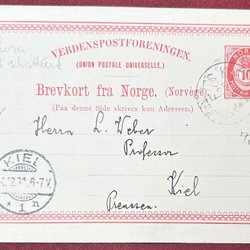 VERDENSPOSTFORENINGEN.
(UNION POSTALE UNIVERSELLE.)
Brevkort fra Norge. (Norvège)
(Paa denne Side skrives kun Adressen.)
Herrn L. Weber
Professor
Kiel
Preussen.
KIEL
10